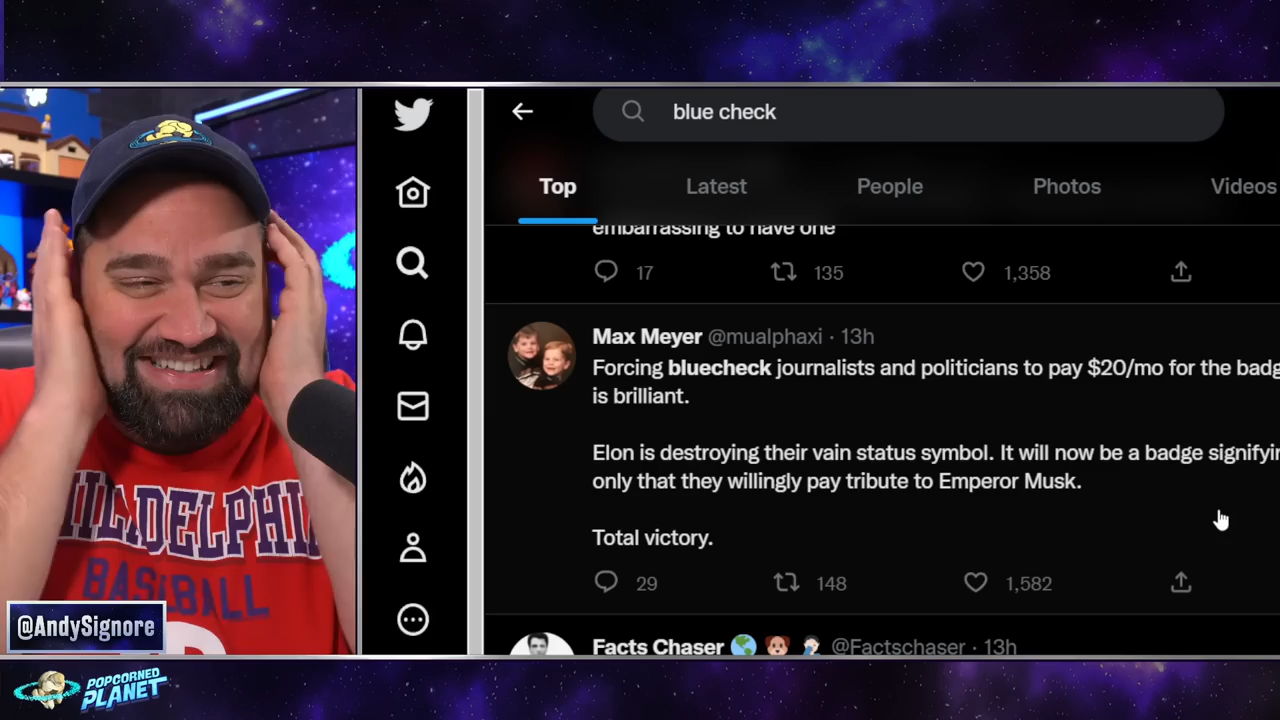 blue check
Top
Latest
People
Photos
Videos
embarrassing to have one
17
135
1,358
Max Meyer @mualphaxi · 13h
Forcing bluecheck journalists and politicians to pay $20/mo for the
is brilliant.
Elon is destroying their vain status symbol. It will now be a badge
only that they willingly pay tribute to Emperor Musk.
Total victory.
29
148
1,582
Facts Chaser 🌎 🐶 🤦🏻‍♂️ @Factschaser · 13h
BASEBALL
@AndySignore
POPCORNED
PLANET